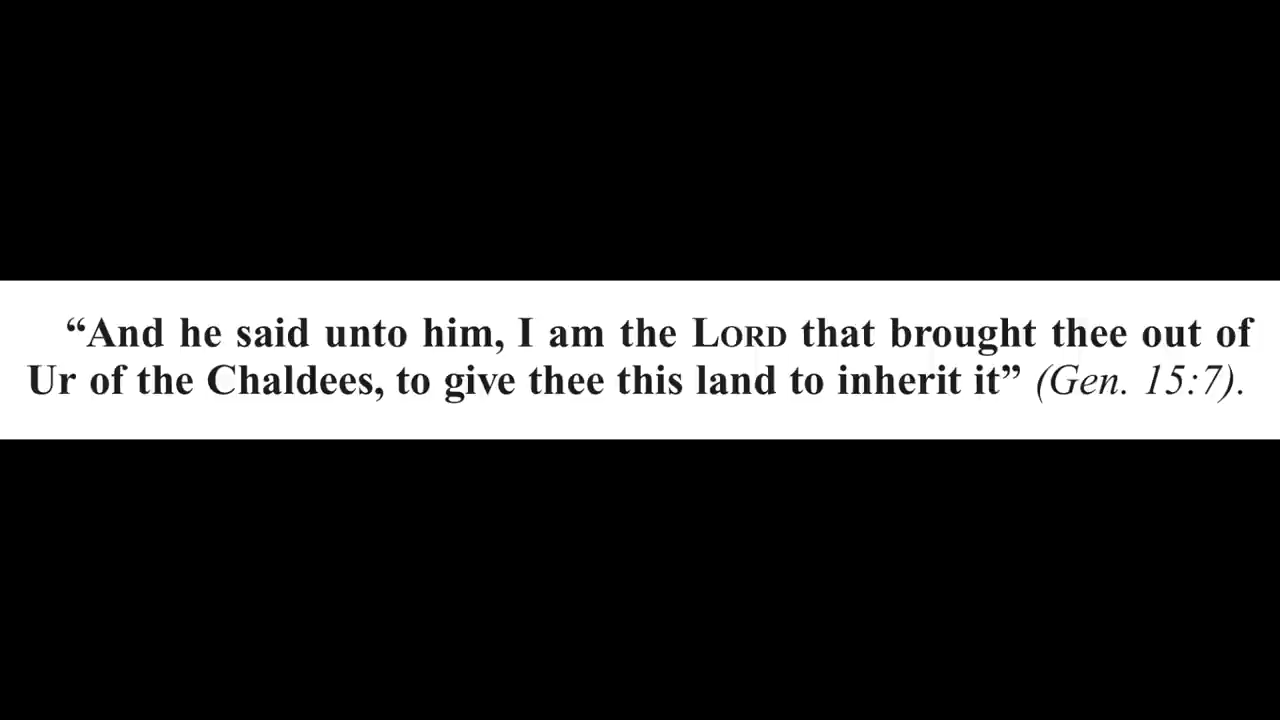 “And he said unto him, I am the LORD that brought thee out of
Ur of the Chaldees, to give thee this land to inherit it” (Gen. 15:7).